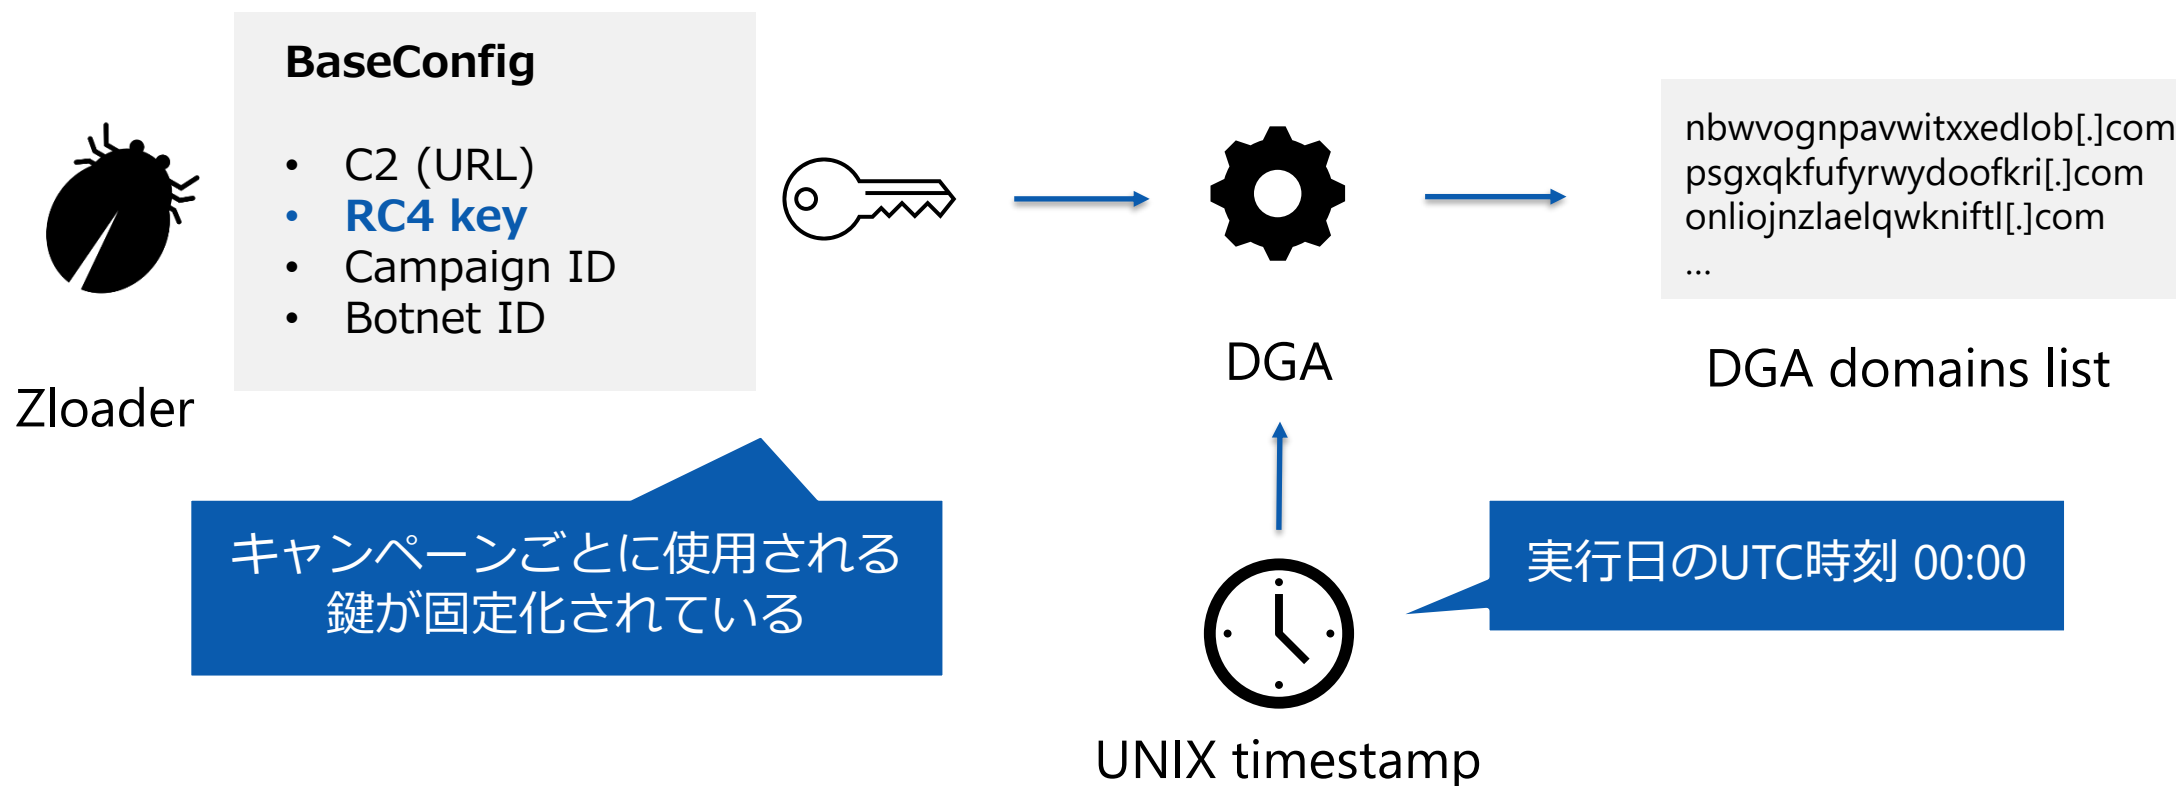 BaseConfig
• C2 (URL)
• RC4 key
• Campaign ID
• Botnet ID
Zloader
キャンペーンごとに使用される
鍵が固定化されている
DGA
実行日のUTC時刻 00:00
UNIX timestamp
nbwvognpavwitxxedlob[.]com
psgxqkfufyrwydoofkri[.]com
onliojnzlaelqwkniftl[.]com
...
DGA domains list